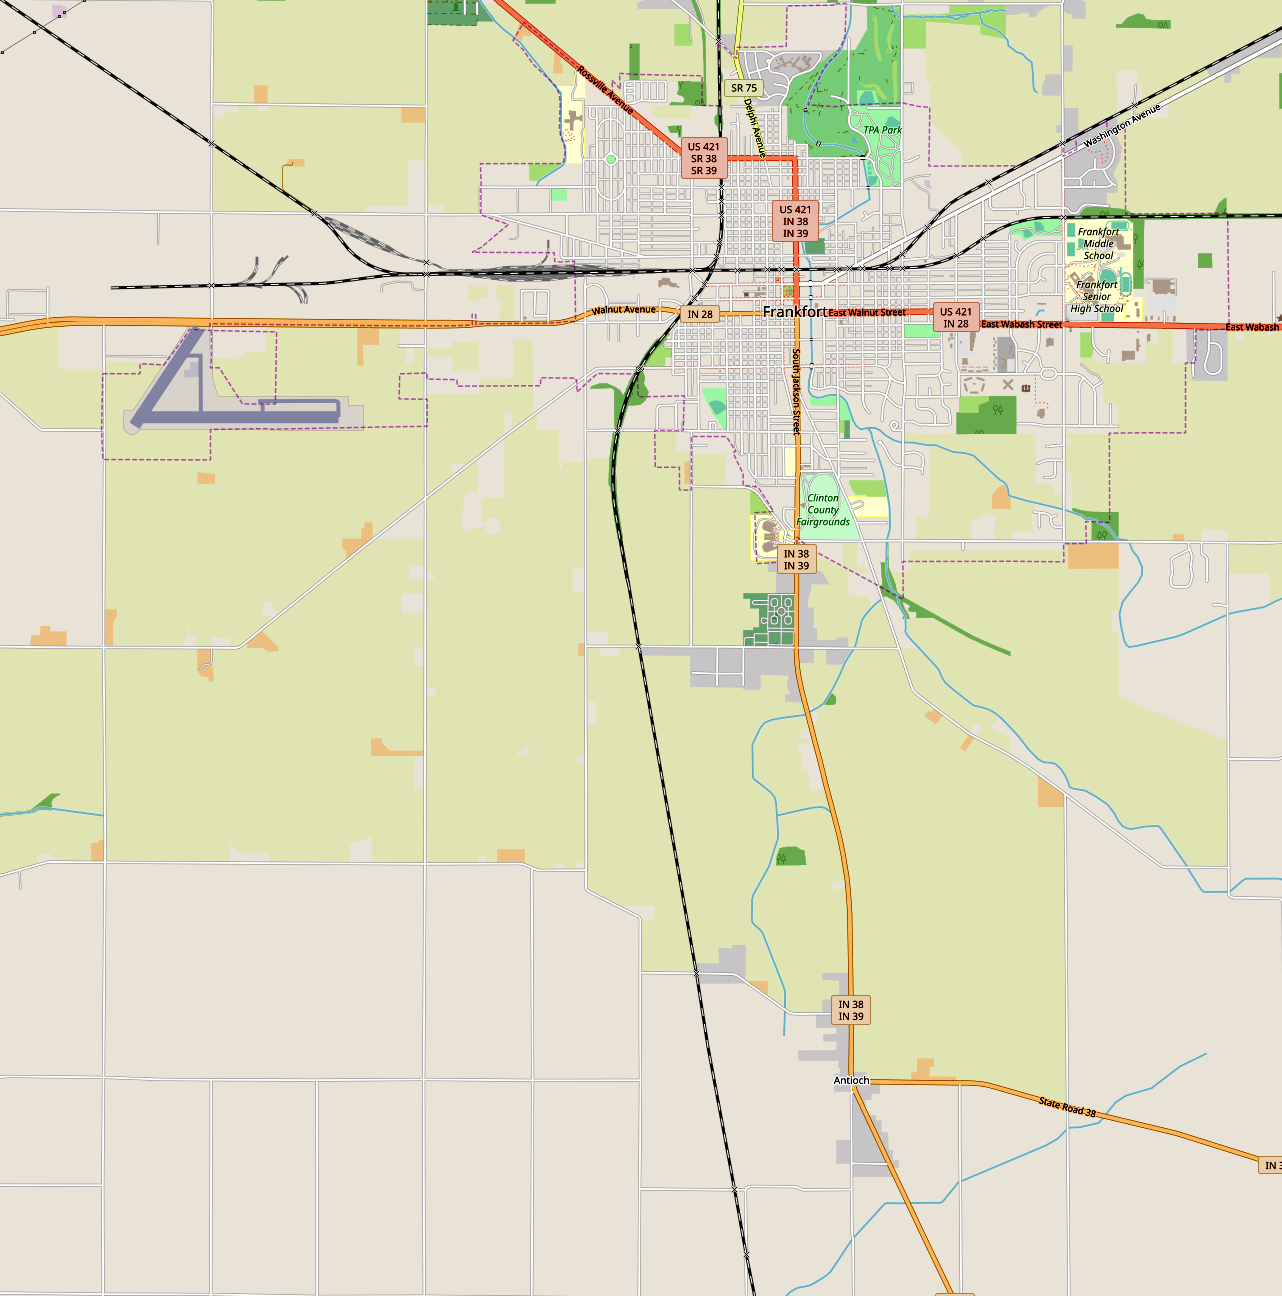 Rossville Avenue
SR 75
Delphi Avenue
Washington Avenue
TPA Park
US 421
SR 38
SR 39
US 421
IN 38
IN 39
Frankfort
Middle
School
Frankfort
Senior
High School
Walnut Avenue
IN 28
Frankfort
East Walnut Street
US 421
IN 28
East Wabash Street
East Wabash
South Jackson Street
Clinton
County
Fairgrounds
IN 38
IN 39
IN 38
IN 39
Antioch
State Road 38
IN 3